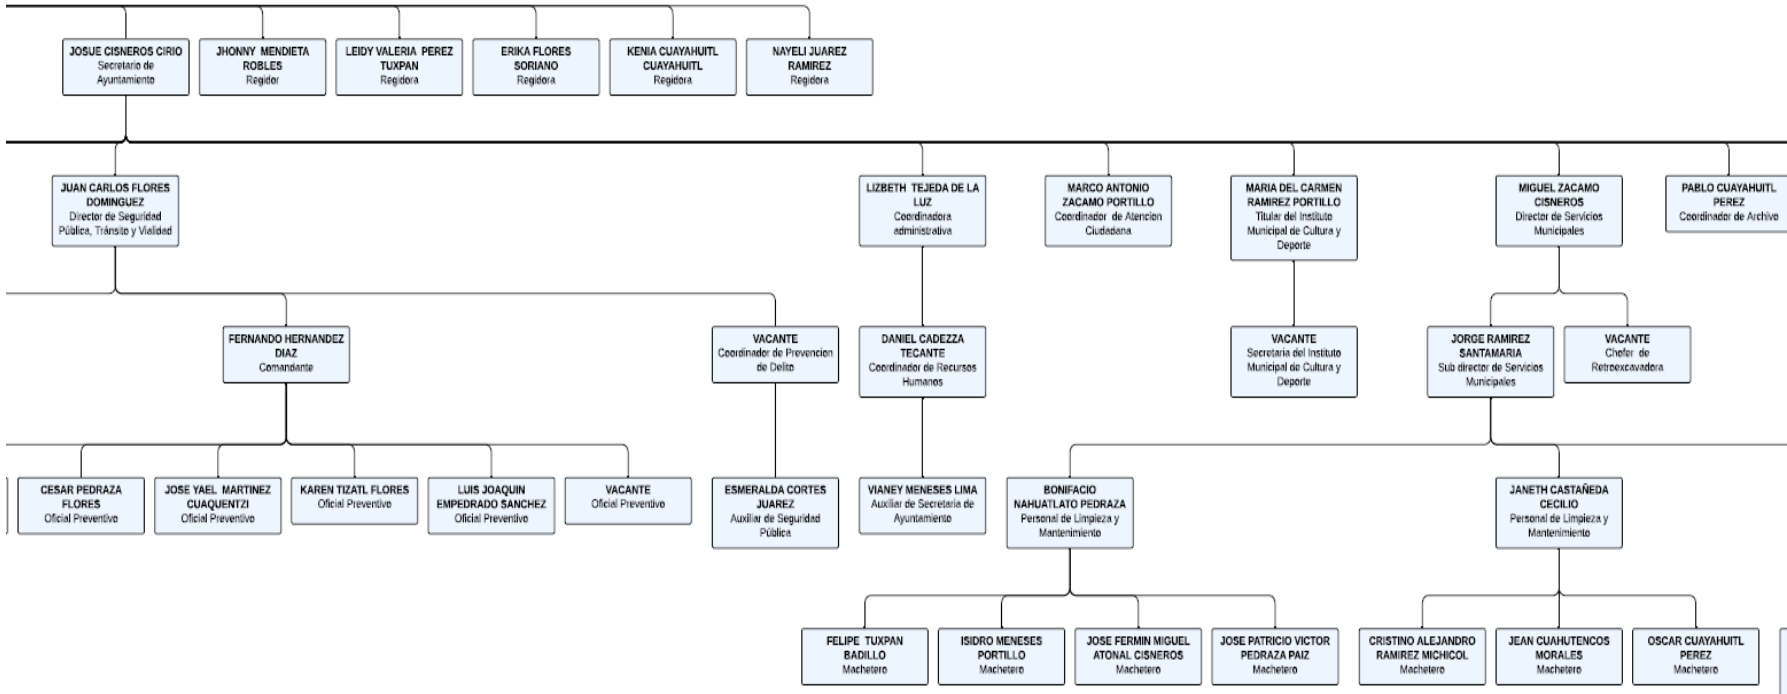 JOSUE CISNEROS CIRIO
Secretario de
Ayuntamiento
JHONNY MENDIETA
ROBLES
Regidor
LEIDY VALERIA PEREZ
TUXPAN
Regidora
ERIKA FLORES
SORIANO
Regidora
KENIA CUAYAHUITL
CUAYAHUITL
Regidora
NAYELI JUAREZ
RAMIREZ
Regidora
JUAN CARLOS FLORES
DOMINGUEZ
Director de Seguridad
Pública, Tránsito y Vialidad
LIZBETH TEJEDA DE LA
LUZ
Coordinadora
administrativa
MARCO ANTONIO
ZACAMO PORTILLO
Coordinador de Atencion
Ciudadana
MARIA DEL CARMEN
RAMIREZ PORTILLO
Titular del Instituto
Municipal de Cultura y
Deporte
MIGUEL ZACAMO
CISNEROS
Director de Servicios
Municipales
PABLO CUAYAHUITL
PEREZ
Coordinador de Archivo
FERNANDO HERNANDEZ
DIAZ
Comandante
VACANTE
Coordinador de Prevencion
de Delito
DANIEL CADEZZA
TECANTE
Coordinador de Recursos
Humanos
VACANTE
Secretaria del Instituto
Municipal de Cultura y
Deporte
JORGE RAMIREZ
SANTAMARIA
Sub director de Servicios
Municipales
VACANTE
Chofer de
Retroexcavadora
CESAR PEDRAZA
FLORES
Oficial Preventivo
JOSE YAEL MARTINEZ
CUAQUENTZI
Oficial Preventivo
KAREN TIZATL FLORES
Oficial Preventivo
LUIS JOAQUIN
EMPEDRADO SANCHEZ
Oficial Preventivo
VACANTE
Oficial Preventivo
ESMERALDA CORTES
JUAREZ
Auxiliar de Seguridad
Pública
VIANEY MENESES LIMA
Auxiliar de Secretaria de
Ayuntamiento
BONIFACIO
NAHUATLATO PEDRAZA
Personal de Limpieza y
Mantenimiento
JANETH CASTAÑEDA
CECILIO
Personal de Limpieza y
Mantenimiento
FELIPE TUXPAN
BADILLO
Machetero
ISIDRO MENESES
PORTILLO
Machetero
JOSE FERMIN MIGUEL
ATONAL CISNEROS
Machetero
JOSE PATRICIO VICTOR
PEDRAZA PAIZ
Machetero
CRISTINO ALEJANDRO
RAMIREZ MICHICOL
Machetero
JEAN CUAHUTENCOS
MORALES
Machetero
OSCAR CUAYAHUITL
PEREZ
Machetero